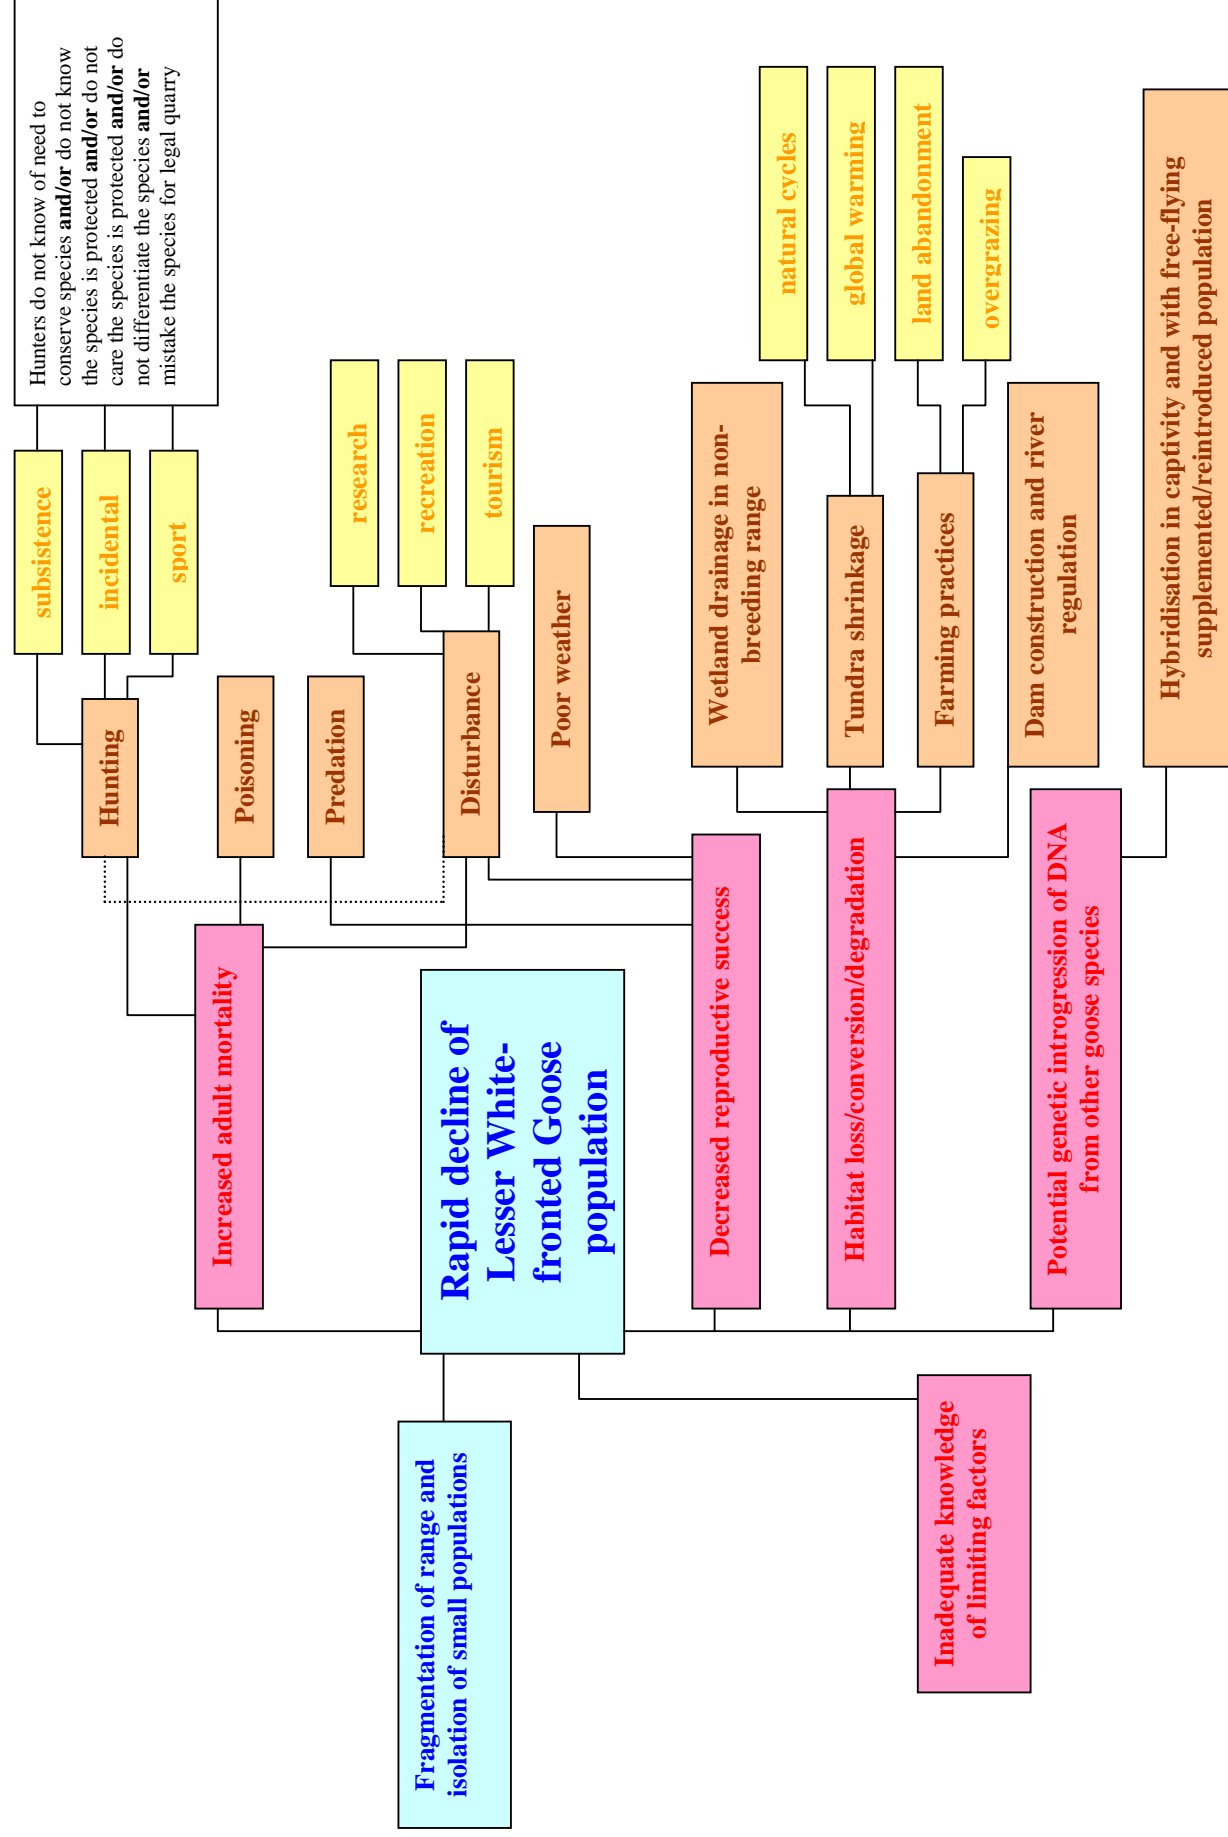 Fragmentation of range and
isolation of small populations
Rapid decline of
Lesser White-
fronted Goose
population
Inadequate knowledge
of limiting factors
Increased adult mortality
Hunting
subsistence
incidental
sport
Hunters do not know of need to
conserve species and/or do not know
the species is protected and/or do not
care the species is protected and/or do
not differentiate the species and/or
mistake the species for legal quarry
Poisoning
Predation
Disturbance
research
recreation
tourism
Poor weather
Decreased reproductive success
Habitat loss/conversion/degradation
Wetland drainage in non-
breeding range
Tundra shrinkage
natural cycles
global warming
Farming practices
land abandonment
overgrazing
Dam construction and river
regulation
Potential genetic introgression of DNA
from other goose species
Hybridisation in captivity and with free-flying
supplemented/reintroduced population